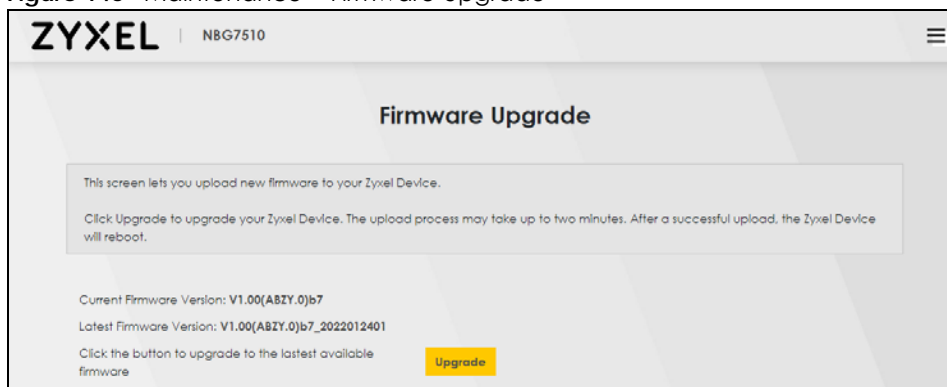 ZYXEL | NBG7510
Firmware Upgrade
This screen lets you upload new firmware to your Zyxel Device.
Click Upgrade to upgrade your Zyxel Device. The upload process may take up to two minutes. After a successful upload, the Zyxel Device
will reboot.
Current Firmware Version: V1.00(ABZY.0)b7
Latest Firmware Version: V1.00(ABZY.0)b7_2022012401
Click the button to upgrade to the lastest available
firmware
Upgrade